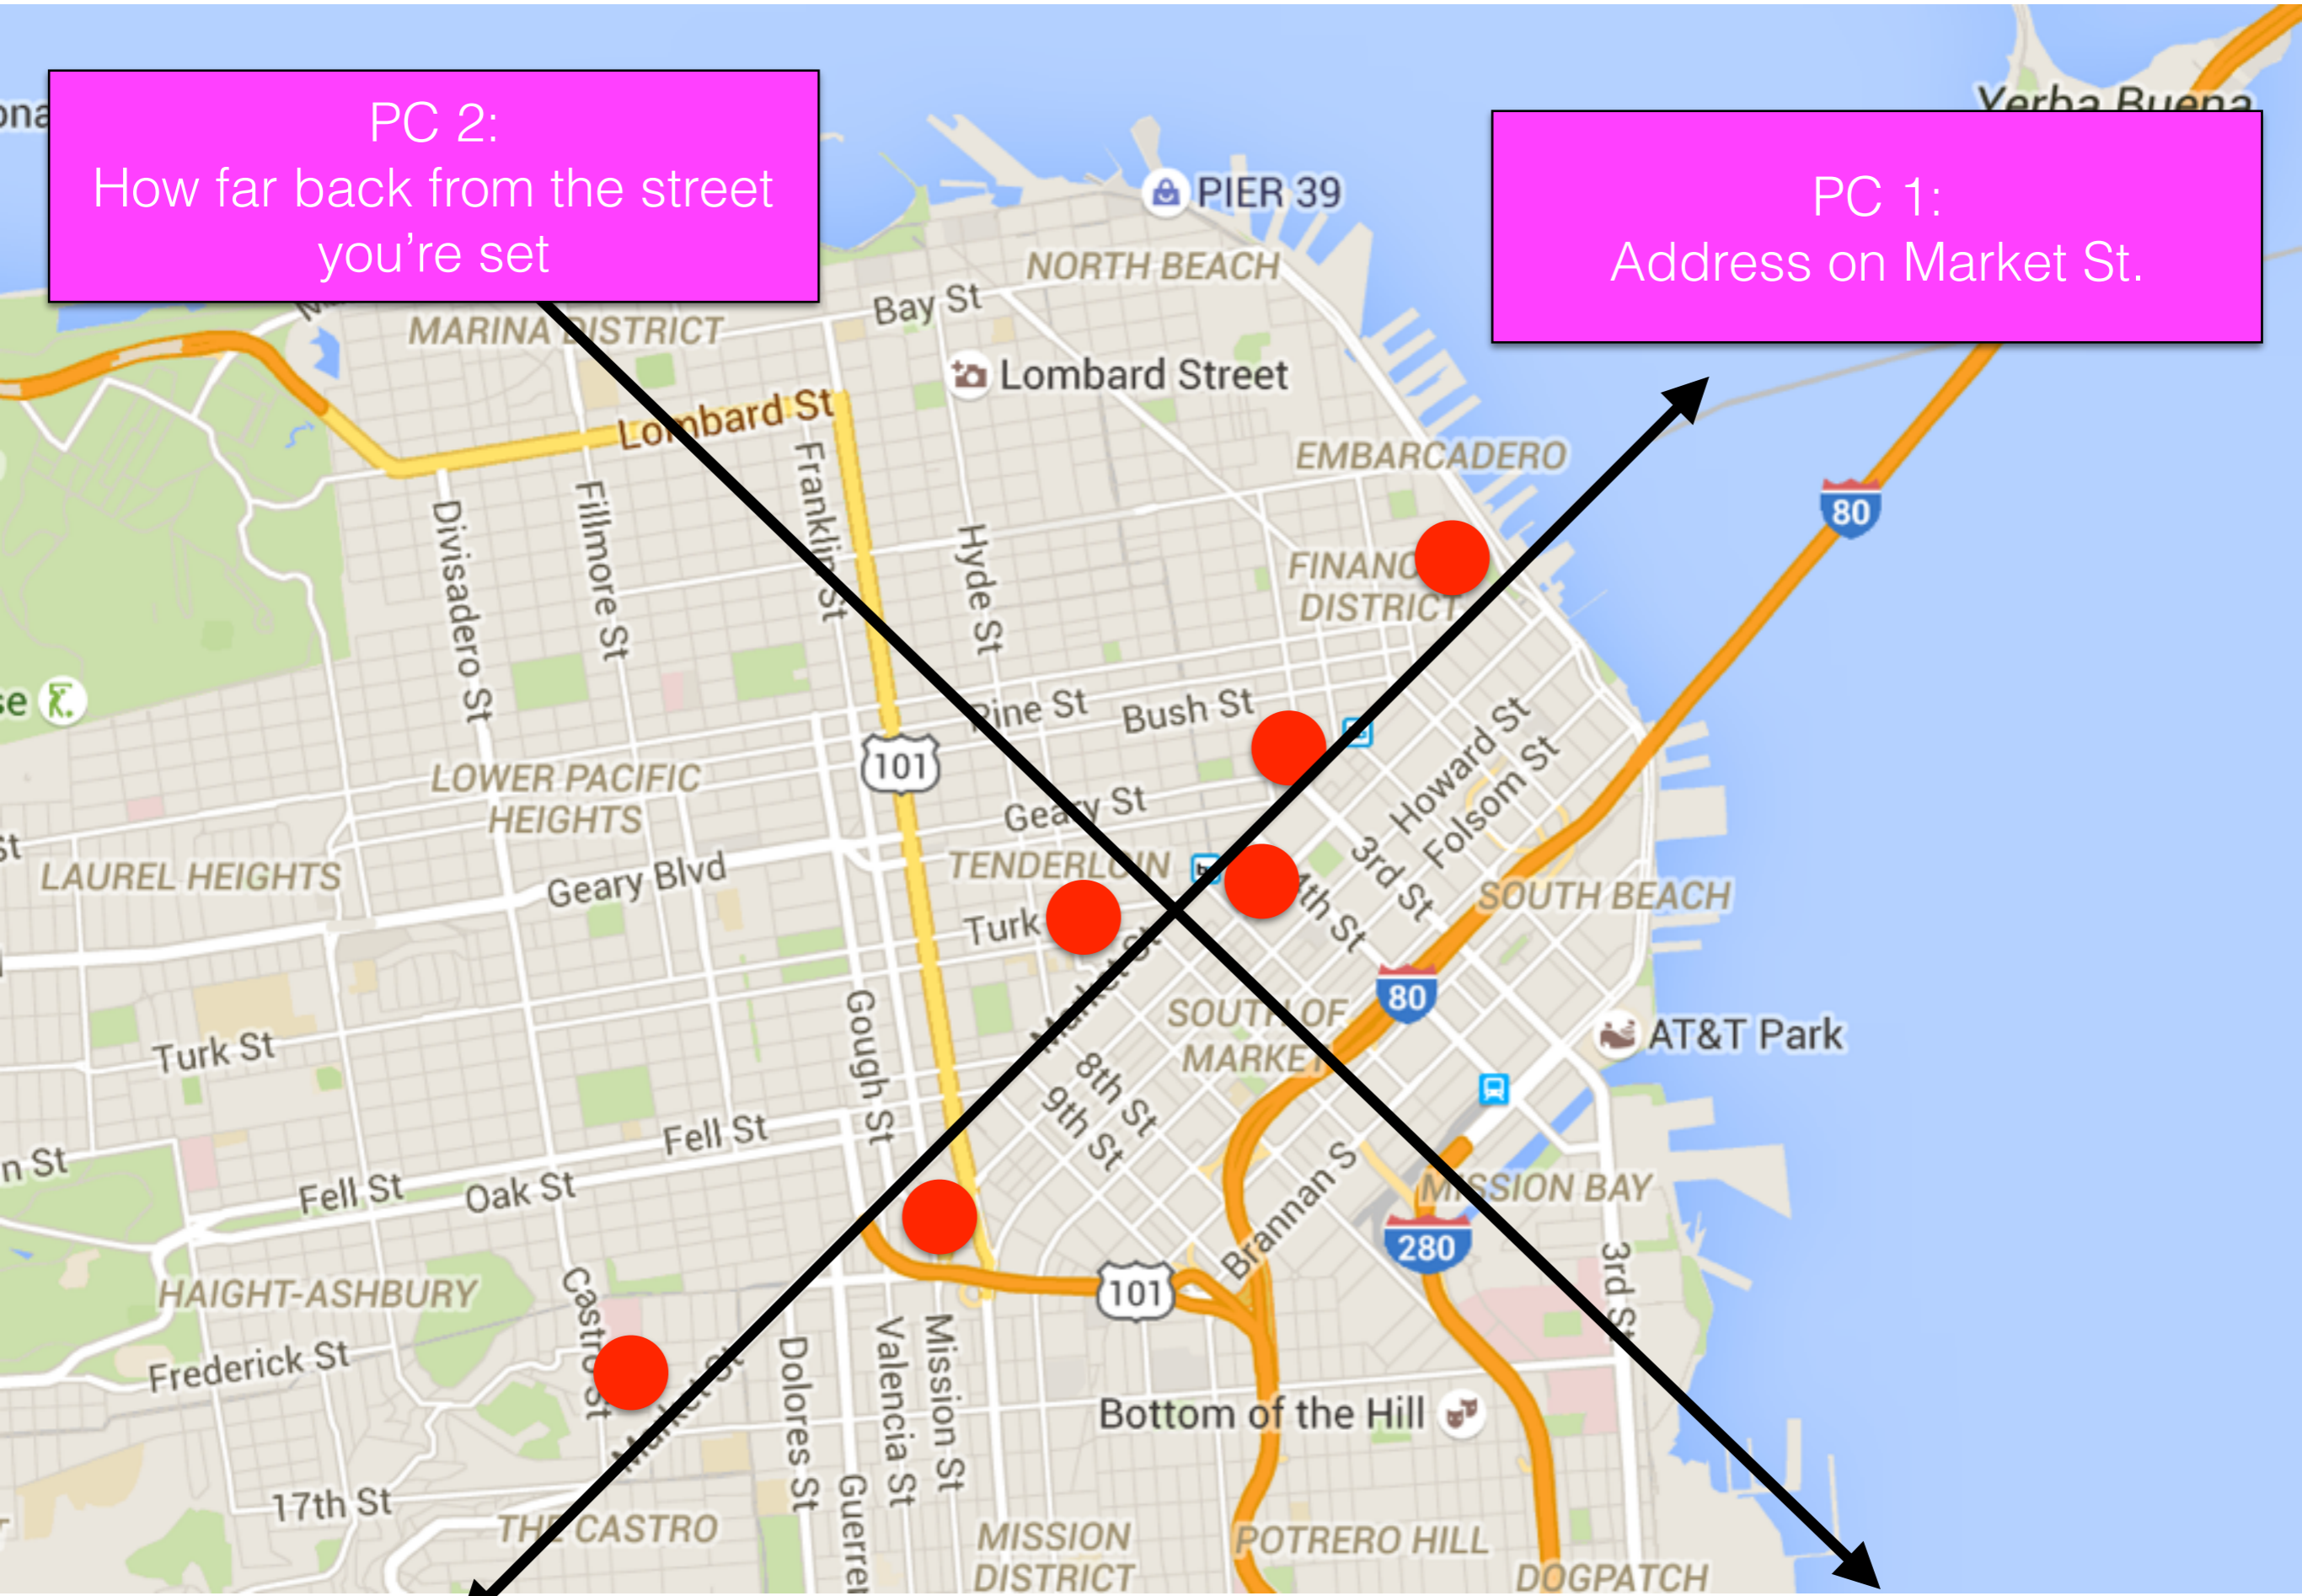 PC 2:
How far back from the street
you're set
Yerba Buena
PC 1:
Address on Market St.
PIER 39
NORTH BEACH
Bay St
MARINA DISTRICT
Lombard Street
Lombard St
EMBARCADERO
Franklin St
Fillmore St
Divisadero St
Hyde St
80
DISTRICT
Pine St
Bush St
Howard St
Folsom St
101
LOWER PACIFIC
HEIGHTS
Geary St
3rd St
TENDERLOIN
LAUREL HEIGHTS
Geary Blvd
4th St
SOUTH BEACH
Turk
80
SOUTH OF
MARKET
AT&T Park
Gough St
Turk St
8th St
9th St
Fell St
Fell St
Oak St
Brannan S
MISSION BAY
280
3rd St
HAIGHT-ASHBURY
101
Castro St
Frederick St
Market St
Dolores St
Valencia St
Mission St
Bottom of the Hill
17th St
THE CASTRO
MISSION
DISTRICT
POTRERO HILL
DOGPATCH